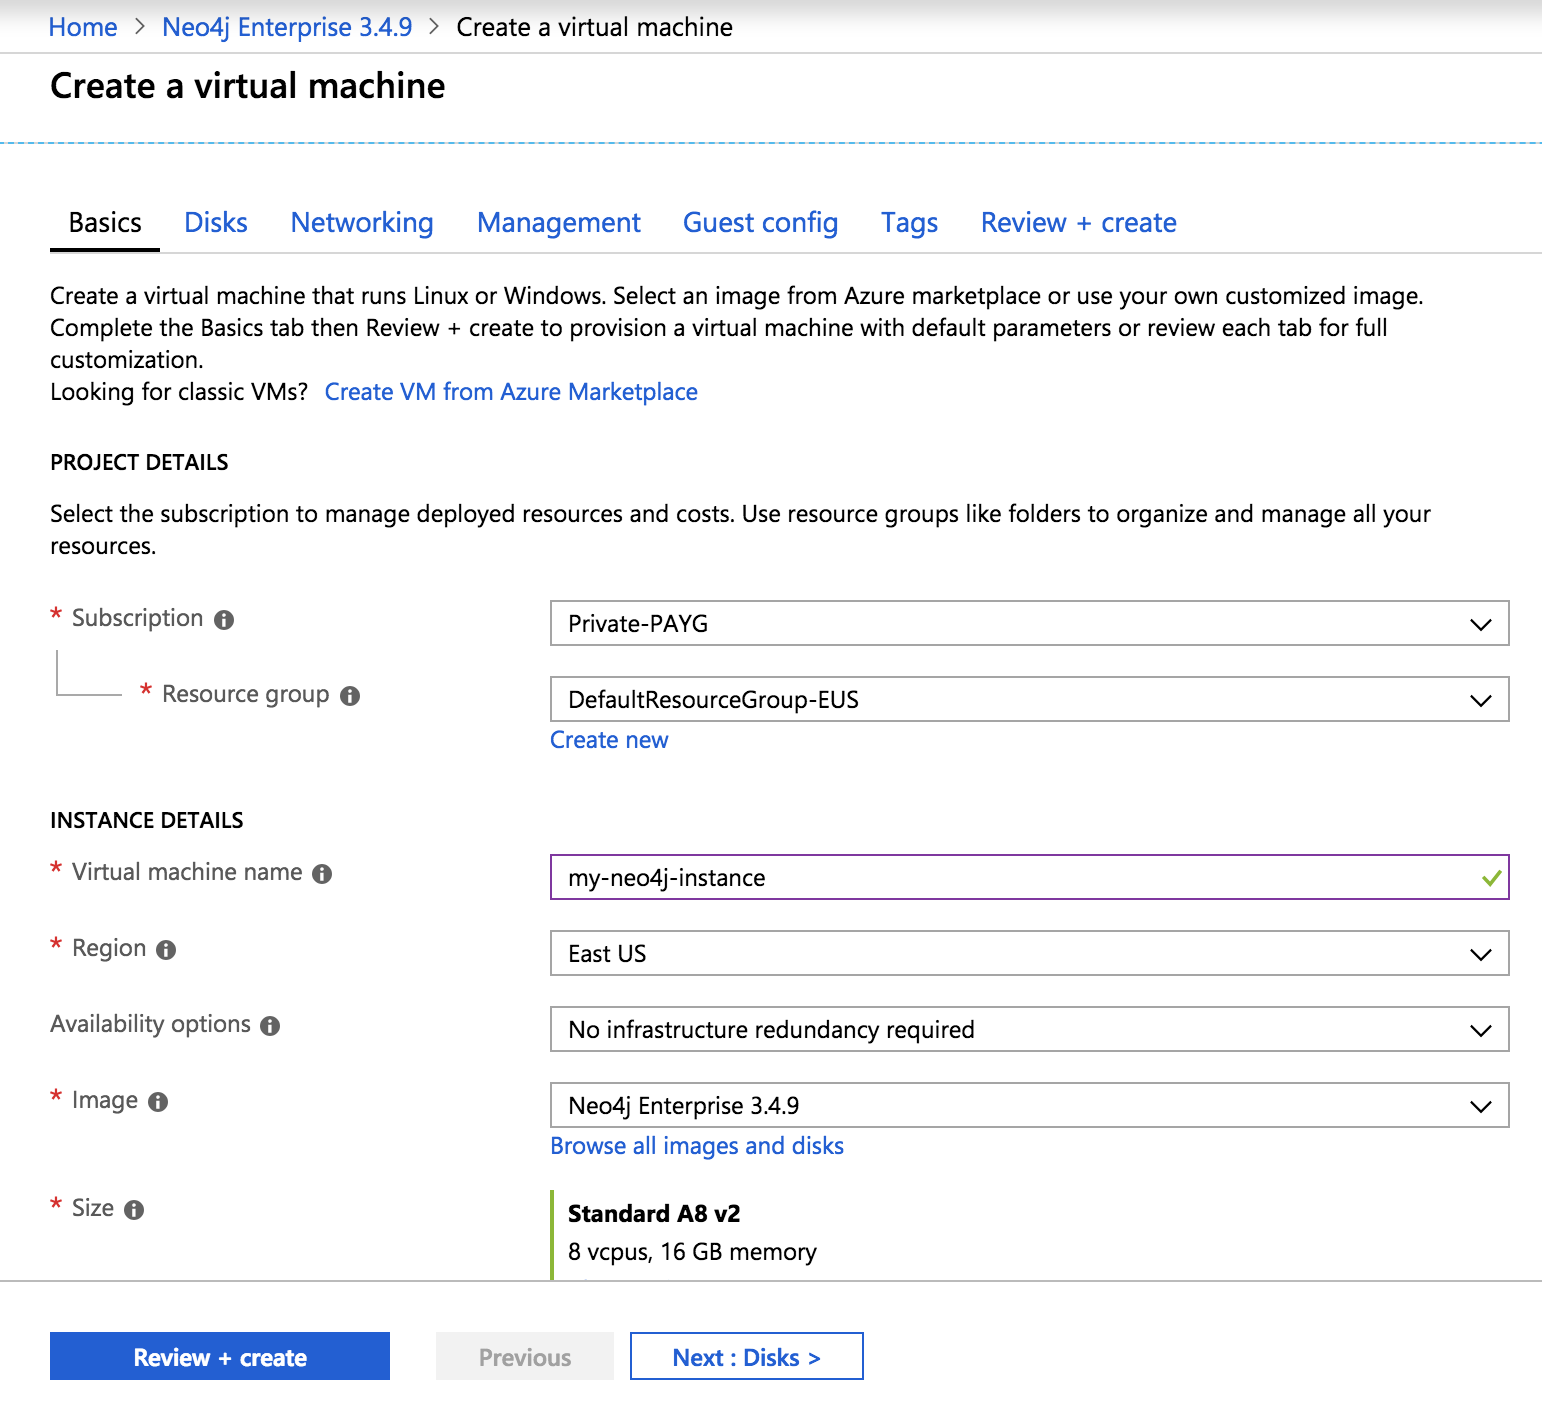 Home > Neo4j Enterprise 3.4.9 > Create a virtual machine
Create a virtual machine
Basics Disks Networking Management Guest config Tags Review + create
Create a virtual machine that runs Linux or Windows. Select an image from Azure marketplace or use your own customized image.
Complete the Basics tab then Review + create to provision a virtual machine with default parameters or review each tab for full
customization.
Looking for classic VMs? Create VM from Azure Marketplace
PROJECT DETAILS
Select the subscription to manage deployed resources and costs. Use resource groups like folders to organize and manage all your
resources.
* Subscription
Private-PAYG
* Resource group
DefaultResourceGroup-EUS
Create new
INSTANCE DETAILS
* Virtual machine name
my-neo4j-instance
* Region
East US
Availability options
No infrastructure redundancy required
* Image
Neo4j Enterprise 3.4.9
Browse all images and disks
* Size
Standard A8 v2
8 vcpus, 16 GB memory
Review + create Previous Next : Disks >